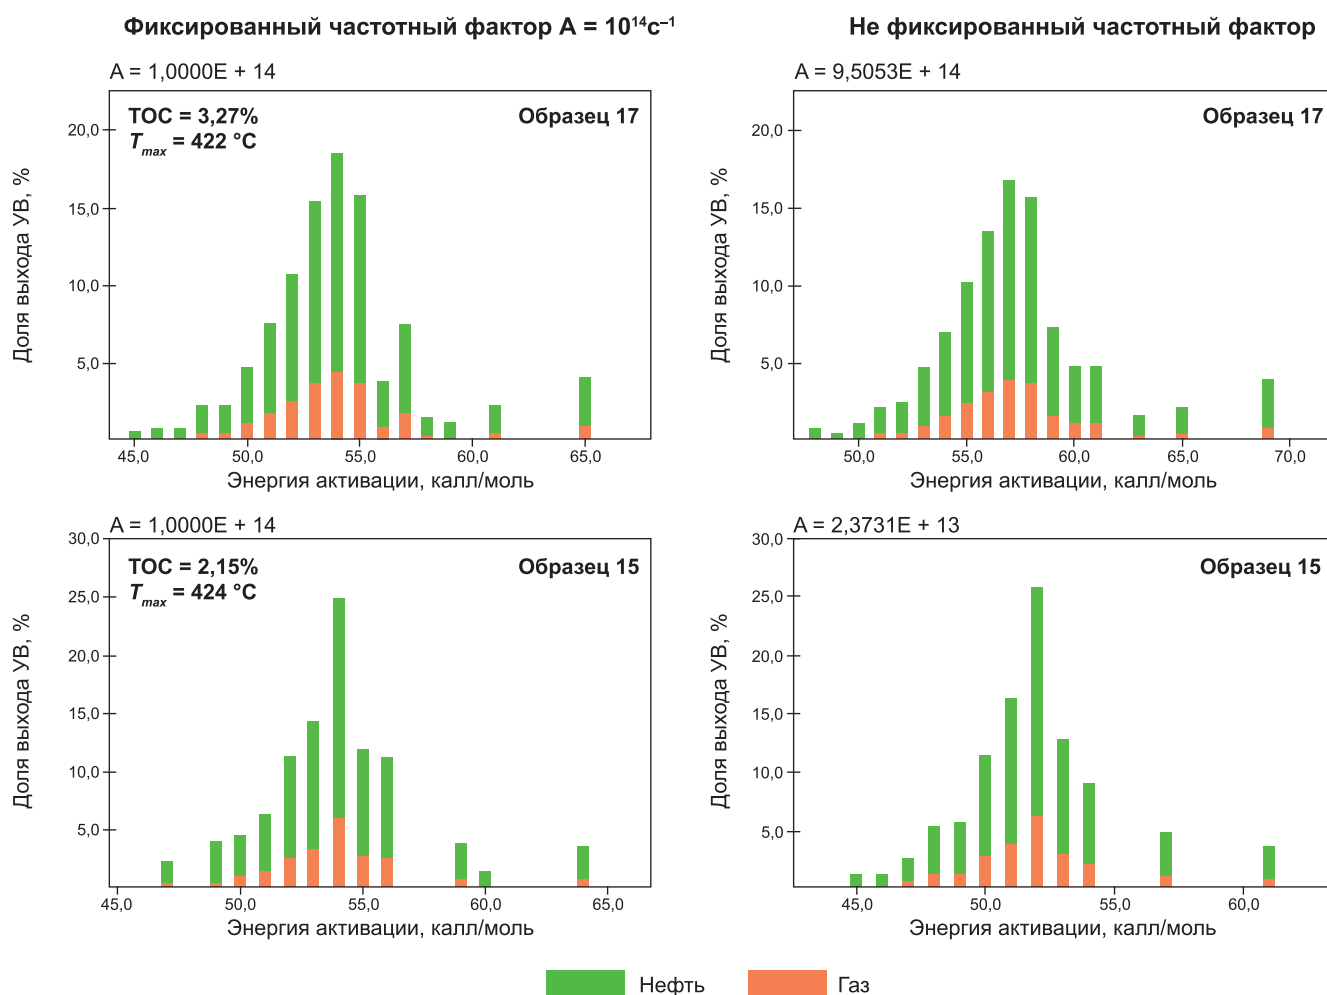 Фиксированный частотный фактор A = 10¹⁴с⁻¹
Не фиксированный частотный фактор
A = 1,0000E + 14
TOC = 3,27%
Tmax = 422 °C
Образец 17
Доля выхода УВ, %
20,0
15,0
10,0
5,0
45,0 50,0 55,0 60,0 65,0
Энергия активации, калл/моль
A = 9,5053E + 14
Образец 17
Доля выхода УВ, %
20,0
15,0
10,0
5,0
50,0 55,0 60,0 65,0 70,0
Энергия активации, калл/моль
A = 1,0000E + 14
TOC = 2,15%
Tmax = 424 °C
Образец 15
Доля выхода УВ, %
30,0
25,0
20,0
15,0
10,0
5,0
45,0 50,0 55,0 60,0 65,0
Энергия активации, калл/моль
A = 2,3731E + 13
Образец 15
Доля выхода УВ, %
30,0
25,0
20,0
15,0
10,0
5,0
45,0 50,0 55,0 60,0
Энергия активации, калл/моль
Нефть Газ